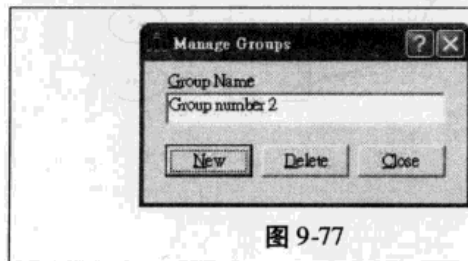 Manage Groups
Group Name
Group number 2
New Delete Close
图 9-77